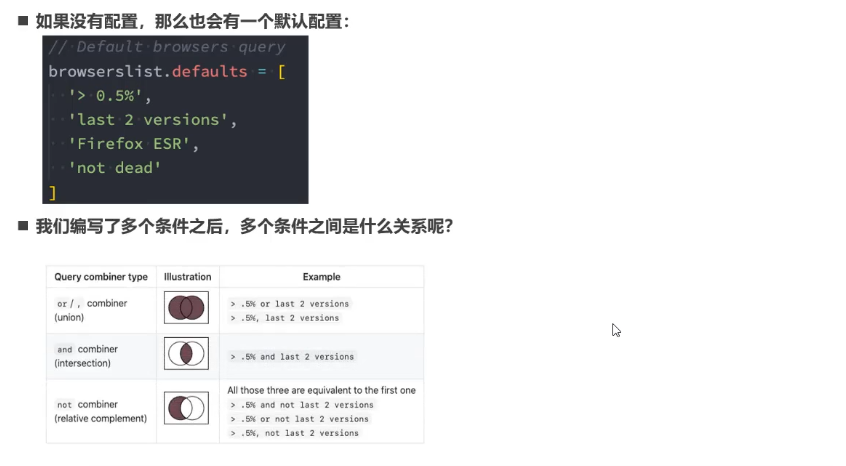 ■ 如果没有配置，那么也会有一个默认配置：
// Default browsers query
browserslist.defaults = [
'> 0.5%',
'last 2 versions',
'Firefox ESR',
'not dead'
]
■ 我们编写了多个条件之后，多个条件之间是什么关系呢？
Query combiner type Illustration Example
or / , combiner
(union)
> .5% or last 2 versions
> .5%, last 2 versions
and combiner
(intersection)
> .5% and last 2 versions
not combiner
(relative complement)
All those three are equivalent to the first one
> .5% and not last 2 versions
> .5% or not last 2 versions
> .5%, not last 2 versions